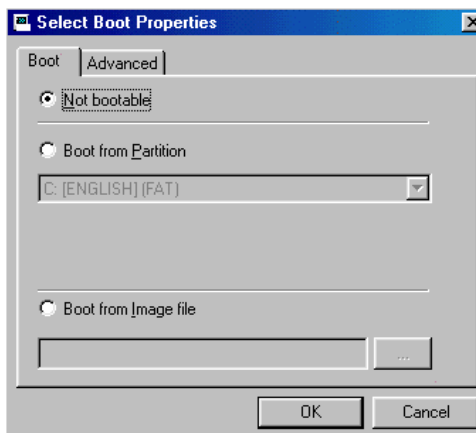 Select Boot Properties
Boot Advanced
Not bootable
Boot from Partition
C: [ENGLISH] (FAT)
Boot from Image file
...
OK Cancel